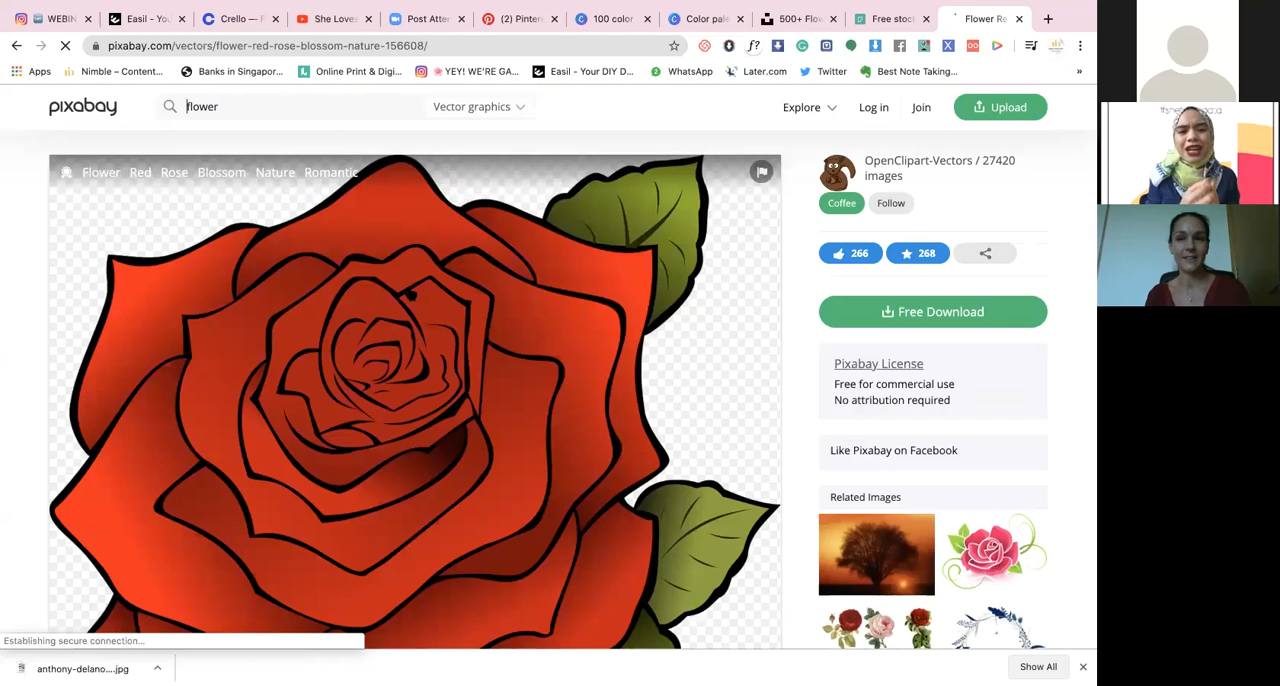 WEBIN
Easil - Yo
Crello — F
She Loves
Post Atter
(2) Pintere
100 color
Color pale
500+ Flow
Free stoc
Flower Re
pixabay.com/vectors/flower-red-rose-blossom-nature-156608/
Apps
Nimble – Content...
Banks in Singapor...
Online Print & Digi...
YEY! WE'RE GA...
Easil - Your DIY D...
WhatsApp
Later.com
Twitter
Best Note Taking...
»
pixabay
flower
Vector graphics
Explore
Log in
Join
Upload
Flower Red Rose Blossom Nature Romantic
OpenClipart-Vectors / 27420
images
Coffee
Follow
266
268
Free Download
Pixabay License
Free for commercial use
No attribution required
Like Pixabay on Facebook
Related Images
Establishing secure connection...
anthony-delano....jpg
Show All